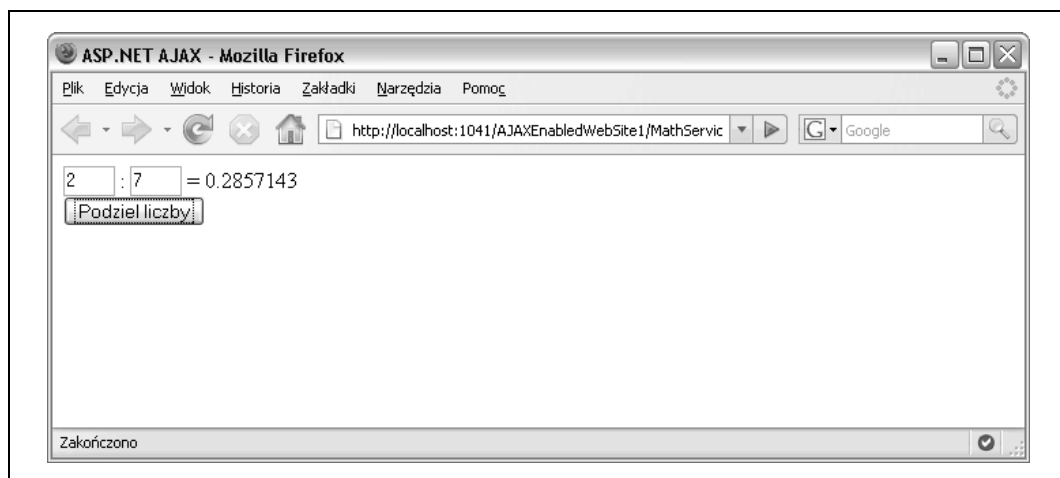 ASP.NET AJAX - Mozilla Firefox
Plik Edycja Widok Historia Zakładki Narzędzia Pomoc
http://localhost:1041/AJAXEnabledWebSite1/MathServic G Google
2 : 7 = 0.2857143
Podziel liczby
Zakończono